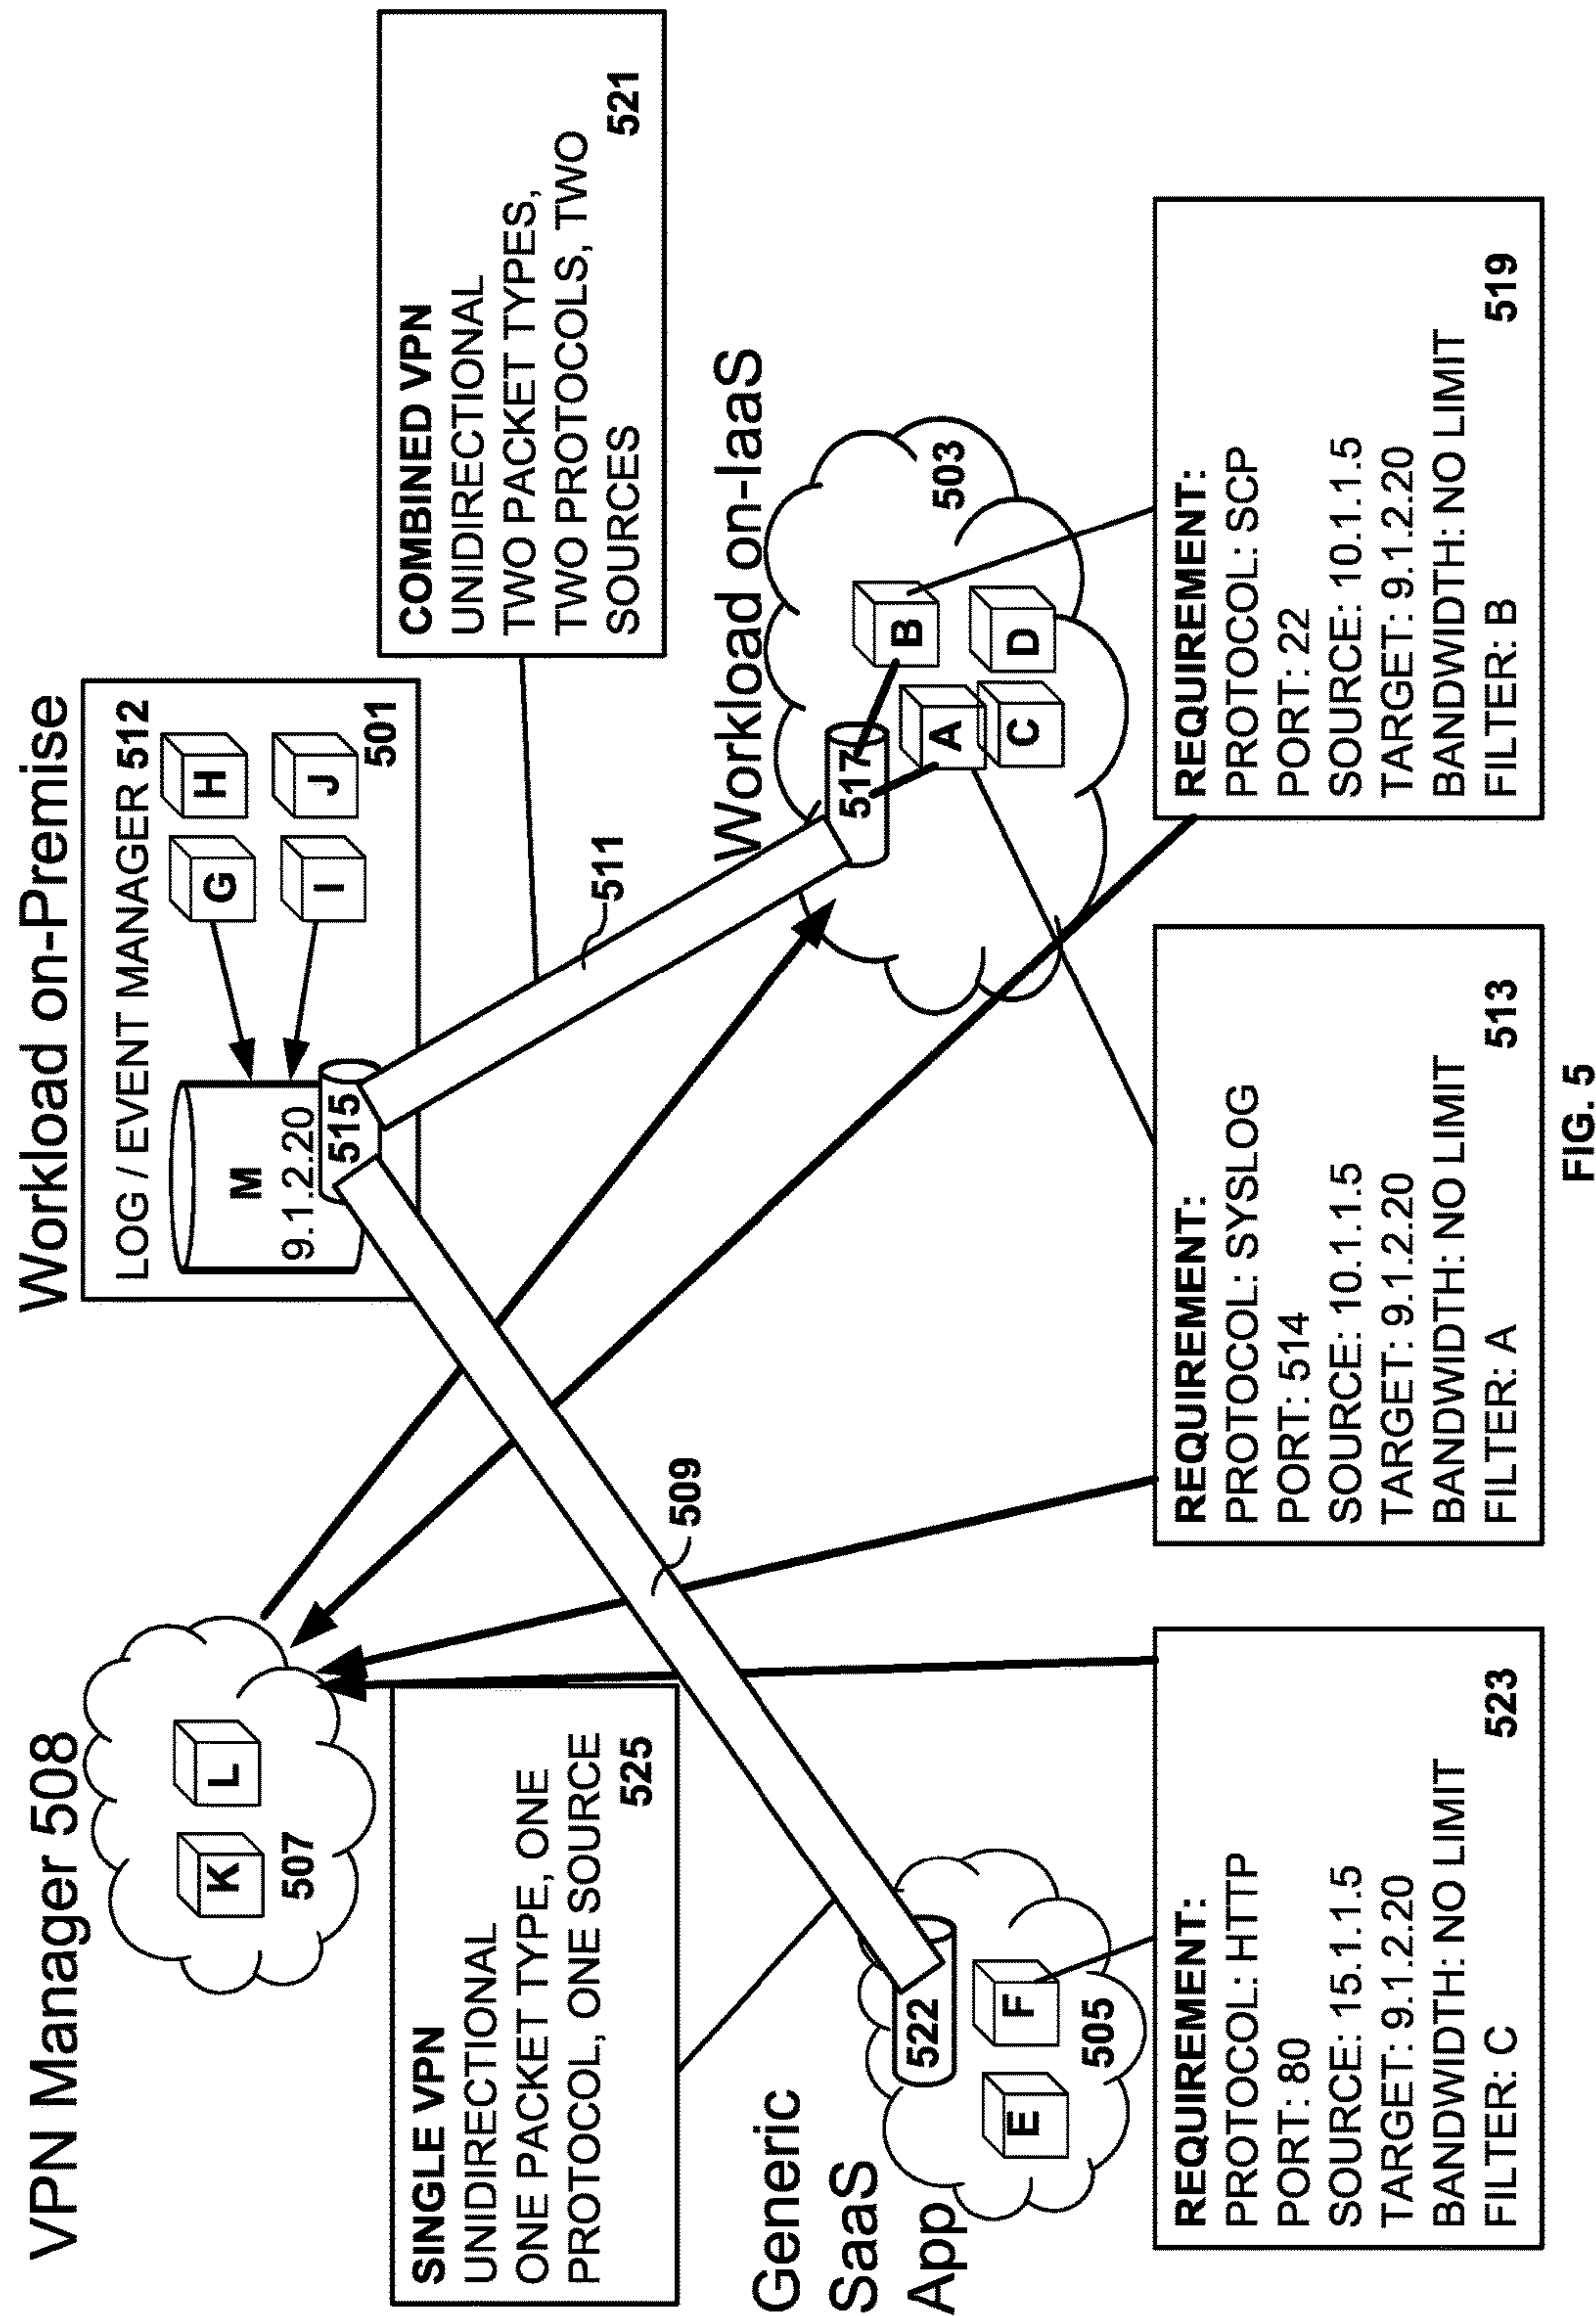 VPN Manager 508
K
L
507
Workload on-Premise
LOG / EVENT MANAGER 512
M
9.1.2.20
515
G
H
I
J
501
SINGLE VPN
UNIDIRECTIONAL
ONE PACKET TYPE, ONE
PROTOCOL, ONE SOURCE
525
509
511
COMBINED VPN
UNIDIRECTIONAL
TWO PACKET TYPES,
TWO PROTOCOLS, TWO
SOURCES
521
Generic
SaaS
App
522
E
F
505
Workload on-IaaS
517
A
B
C
D
503
REQUIREMENT:
PROTOCOL: HTTP
PORT: 80
SOURCE: 15.1.1.5
TARGET: 9.1.2.20
BANDWIDTH: NO LIMIT
FILTER: C
523
REQUIREMENT:
PROTOCOL: SYSLOG
PORT: 514
SOURCE: 10.1.1.5
TARGET: 9.1.2.20
BANDWIDTH: NO LIMIT
FILTER: A
513
REQUIREMENT:
PROTOCOL: SCP
PORT: 22
SOURCE: 10.1.1.5
TARGET: 9.1.2.20
BANDWIDTH: NO LIMIT
FILTER: B
519
FIG. 5